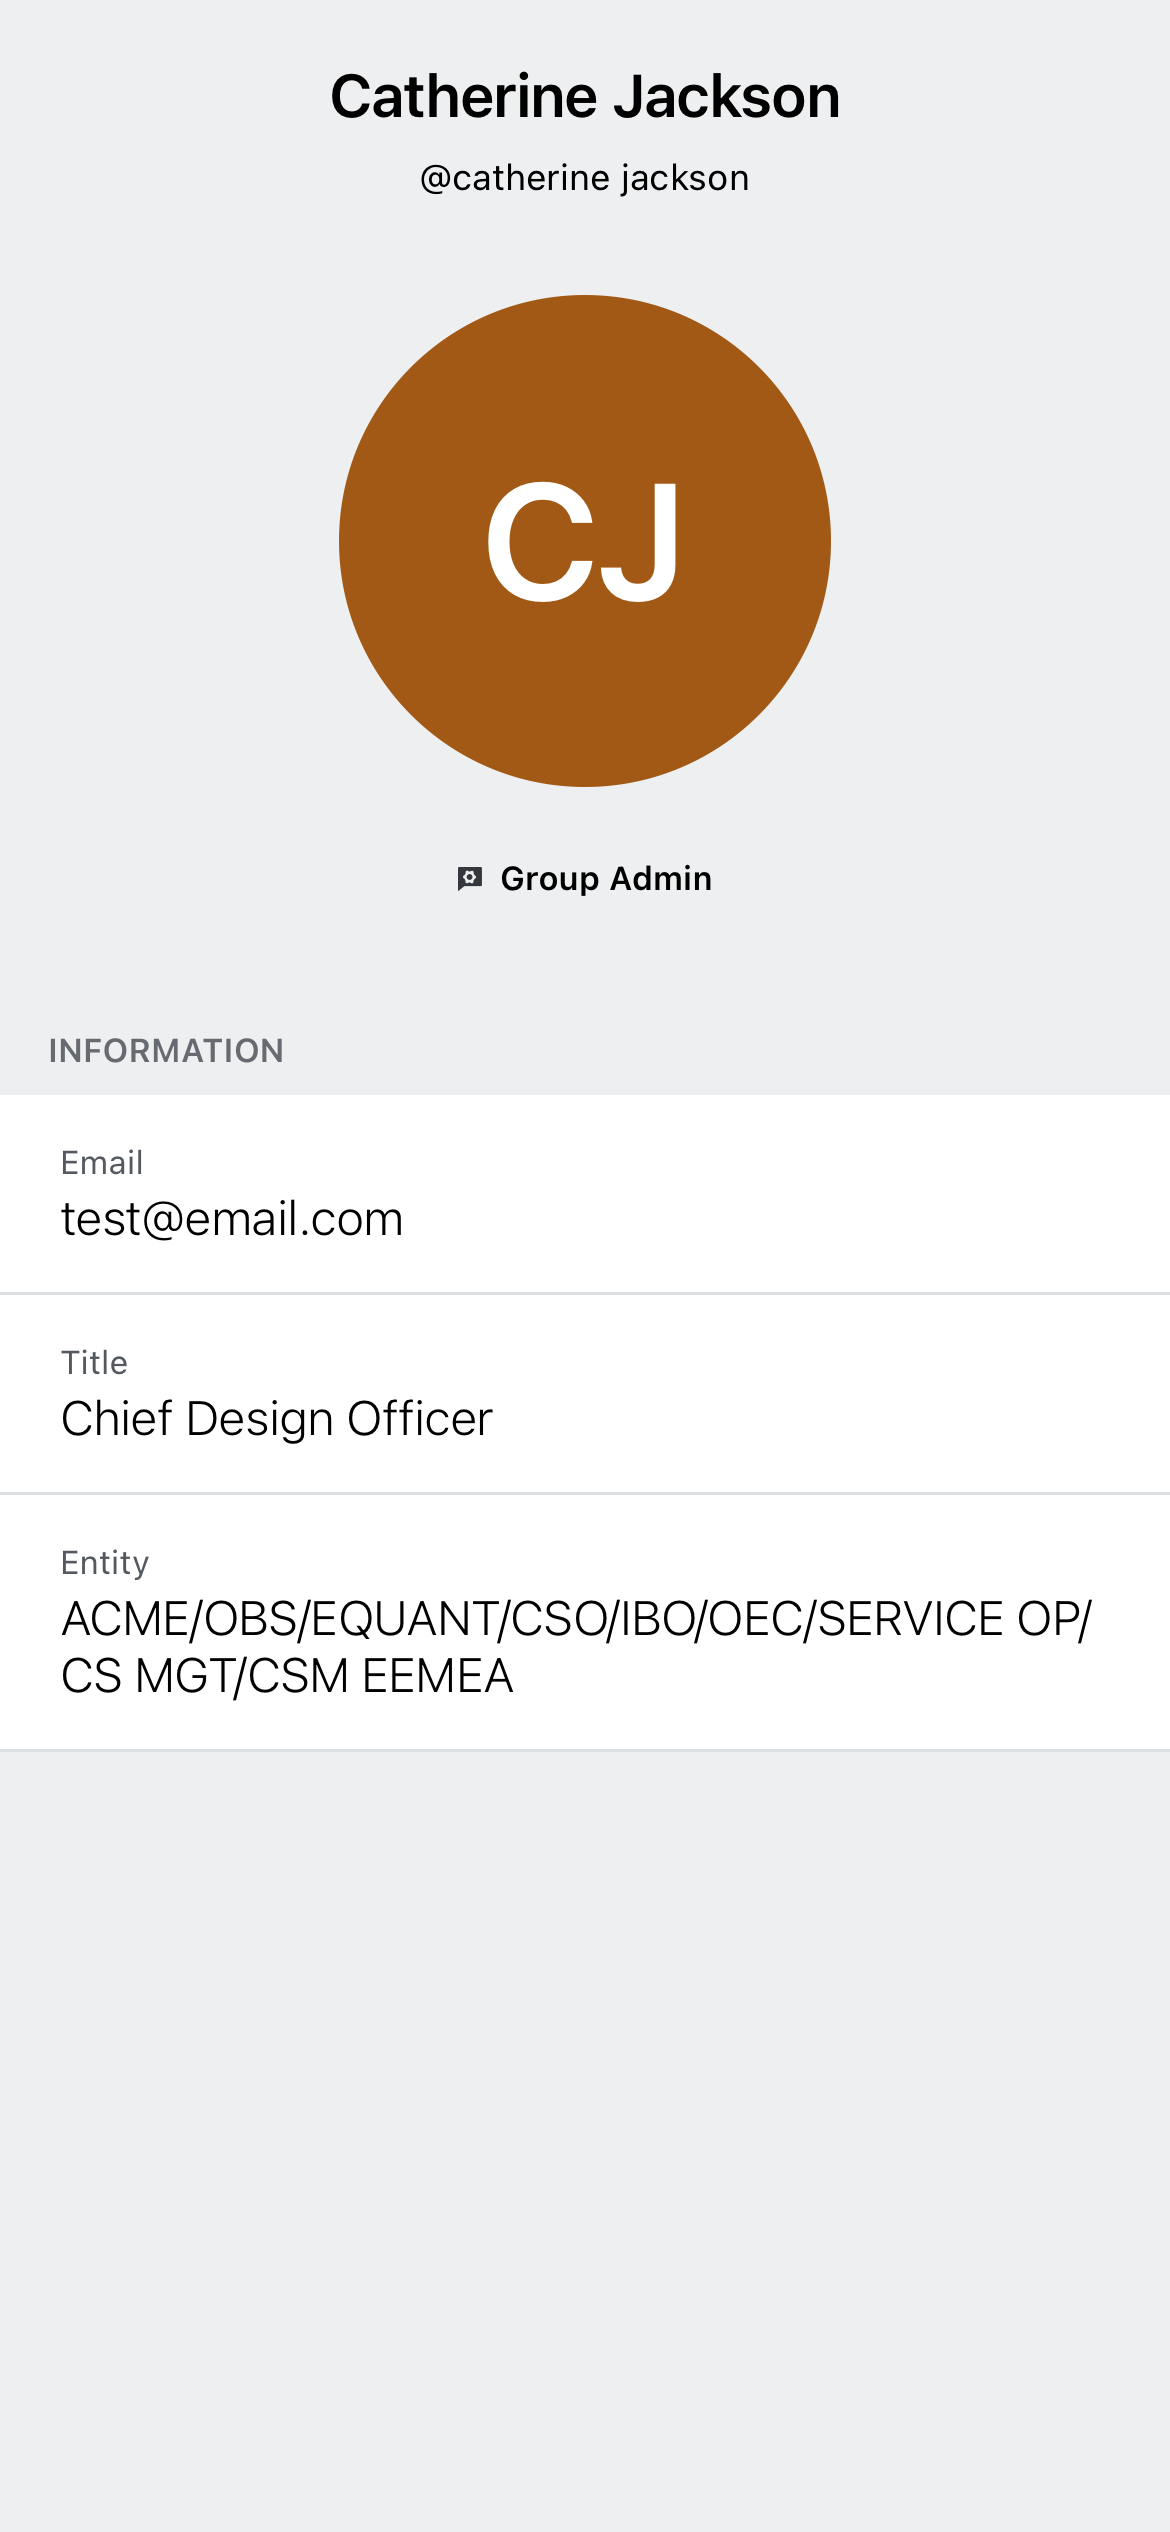 Catherine Jackson
@catherine jackson
CJ
Group Admin
INFORMATION
Email
test@email.com
Title
Chief Design Officer
Entity
ACME/OBS/EQUANT/CSO/IBO/OEC/SERVICE OP/
CS MGT/CSM EEMEA